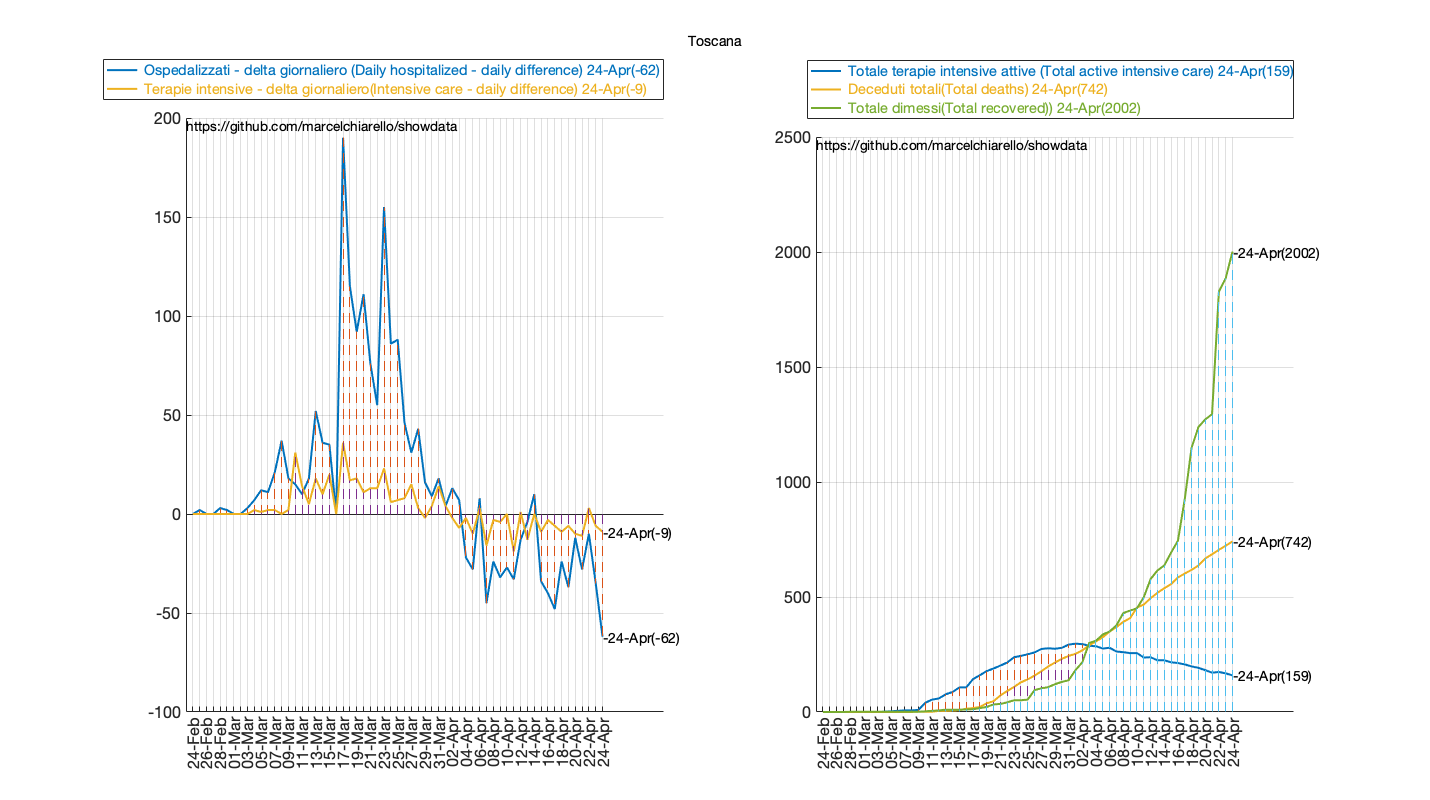 Toscana
Ospedalizzati - delta giornaliero (Daily hospitalized - daily difference) 24-Apr(-62)
Terapie intensive - delta giornaliero(Intensive care - daily difference) 24-Apr(-9)
https://github.com/marcelchiarello/showdata
200
150
100
50
0
-50
-100
-24-Apr(-9)
-24-Apr(-62)
24-Feb
26-Feb
28-Feb
01-Mar
03-Mar
05-Mar
07-Mar
09-Mar
11-Mar
13-Mar
15-Mar
17-Mar
19-Mar
21-Mar
23-Mar
25-Mar
27-Mar
29-Mar
31-Mar
02-Apr
04-Apr
06-Apr
08-Apr
10-Apr
12-Apr
14-Apr
16-Apr
18-Apr
20-Apr
22-Apr
24-Apr
Totale terapie intensive attive (Total active intensive care) 24-Apr(159)
Deceduti totali(Total deaths) 24-Apr(742)
Totale dimessi(Total recovered)) 24-Apr(2002)
https://github.com/marcelchiarello/showdata
2500
2000
1500
1000
500
0
-24-Apr(2002)
-24-Apr(742)
-24-Apr(159)
24-Feb
26-Feb
28-Feb
01-Mar
03-Mar
05-Mar
07-Mar
09-Mar
11-Mar
13-Mar
15-Mar
17-Mar
19-Mar
21-Mar
23-Mar
25-Mar
27-Mar
29-Mar
31-Mar
02-Apr
04-Apr
06-Apr
08-Apr
10-Apr
12-Apr
14-Apr
16-Apr
18-Apr
20-Apr
22-Apr
24-Apr